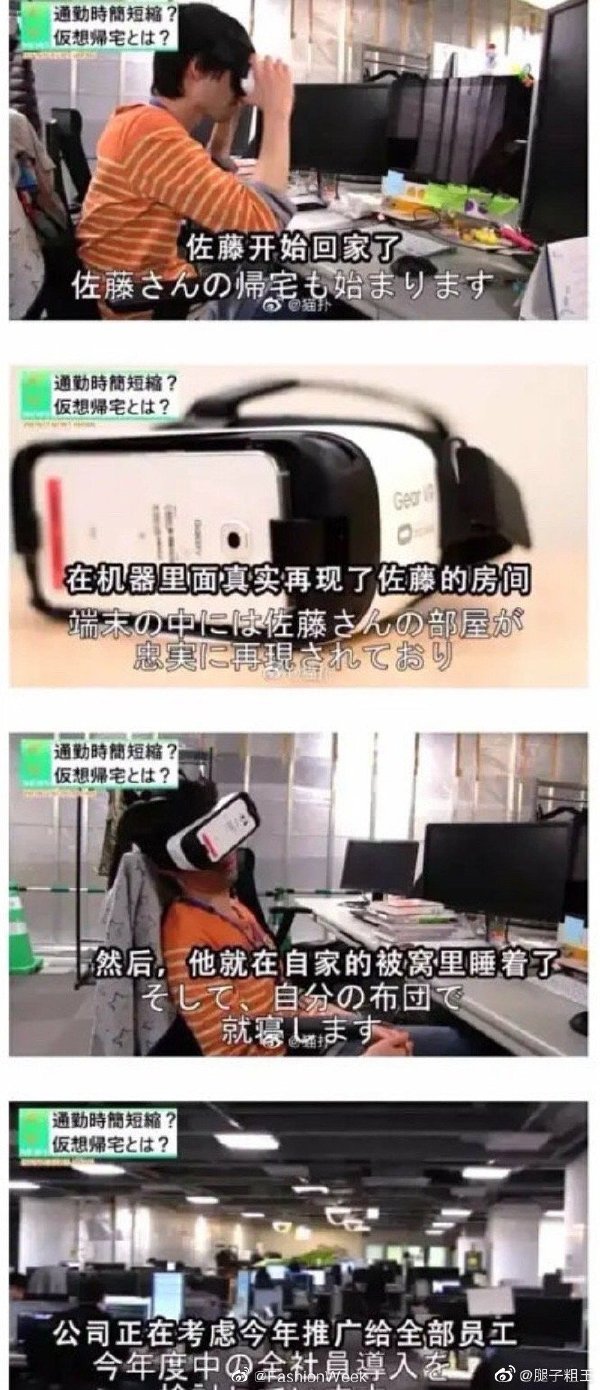 通勤時間短縮？
仮想帰宅とは？
佐藤开始回家了
佐藤さんの帰宅も始まります
@猫扑
通勤時間短縮？
仮想帰宅とは？
Gear VR
在机器里面真实再现了佐藤的房间
端末の中には佐藤さんの部屋が
忠実に再現されており
通勤時間短縮？
仮想帰宅とは？
然后，他就在自家的被窝里睡着了
そして、自分の布団で
就寝します
@猫扑
通勤時間短縮？
仮想帰宅とは？
公司正在考虑今年推广给全部员工
今年度中の全社員導入を
@FashionWeek
@腿子粗王